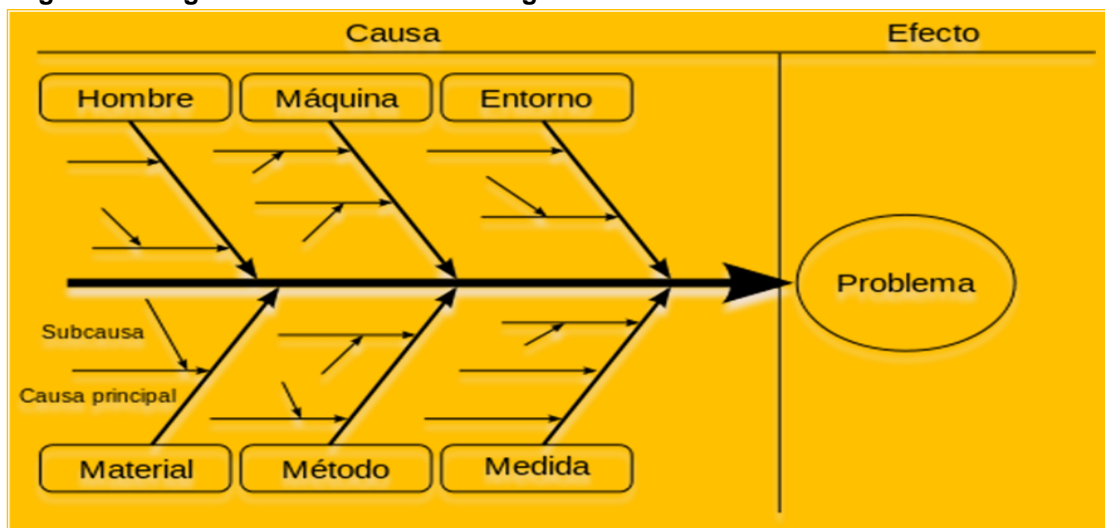 Causa
Efecto
Hombre
Máquina
Entorno
Problema
Subcausa
Causa principal
Material
Método
Medida